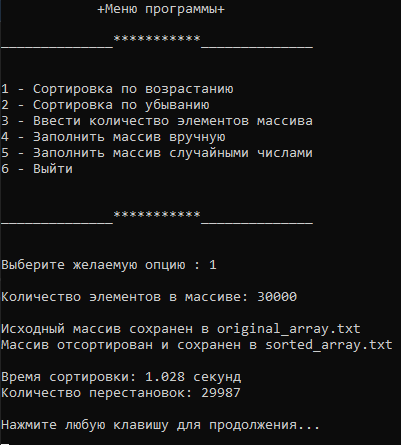 +Меню программы+
______________***********______________
1 - Сортировка по возрастанию
2 - Сортировка по убыванию
3 - Ввести количество элементов массива
4 - Заполнить массив вручную
5 - Заполнить массив случайными числами
6 - Выйти
______________***********______________
Выберите желаемую опцию : 1
Количество элементов в массиве: 30000
Исходный массив сохранен в original_array.txt
Массив отсортирован и сохранен в sorted_array.txt
Время сортировки: 1.028 секунд
Количество перестановок: 29987
Нажмите любую клавишу для продолжения...